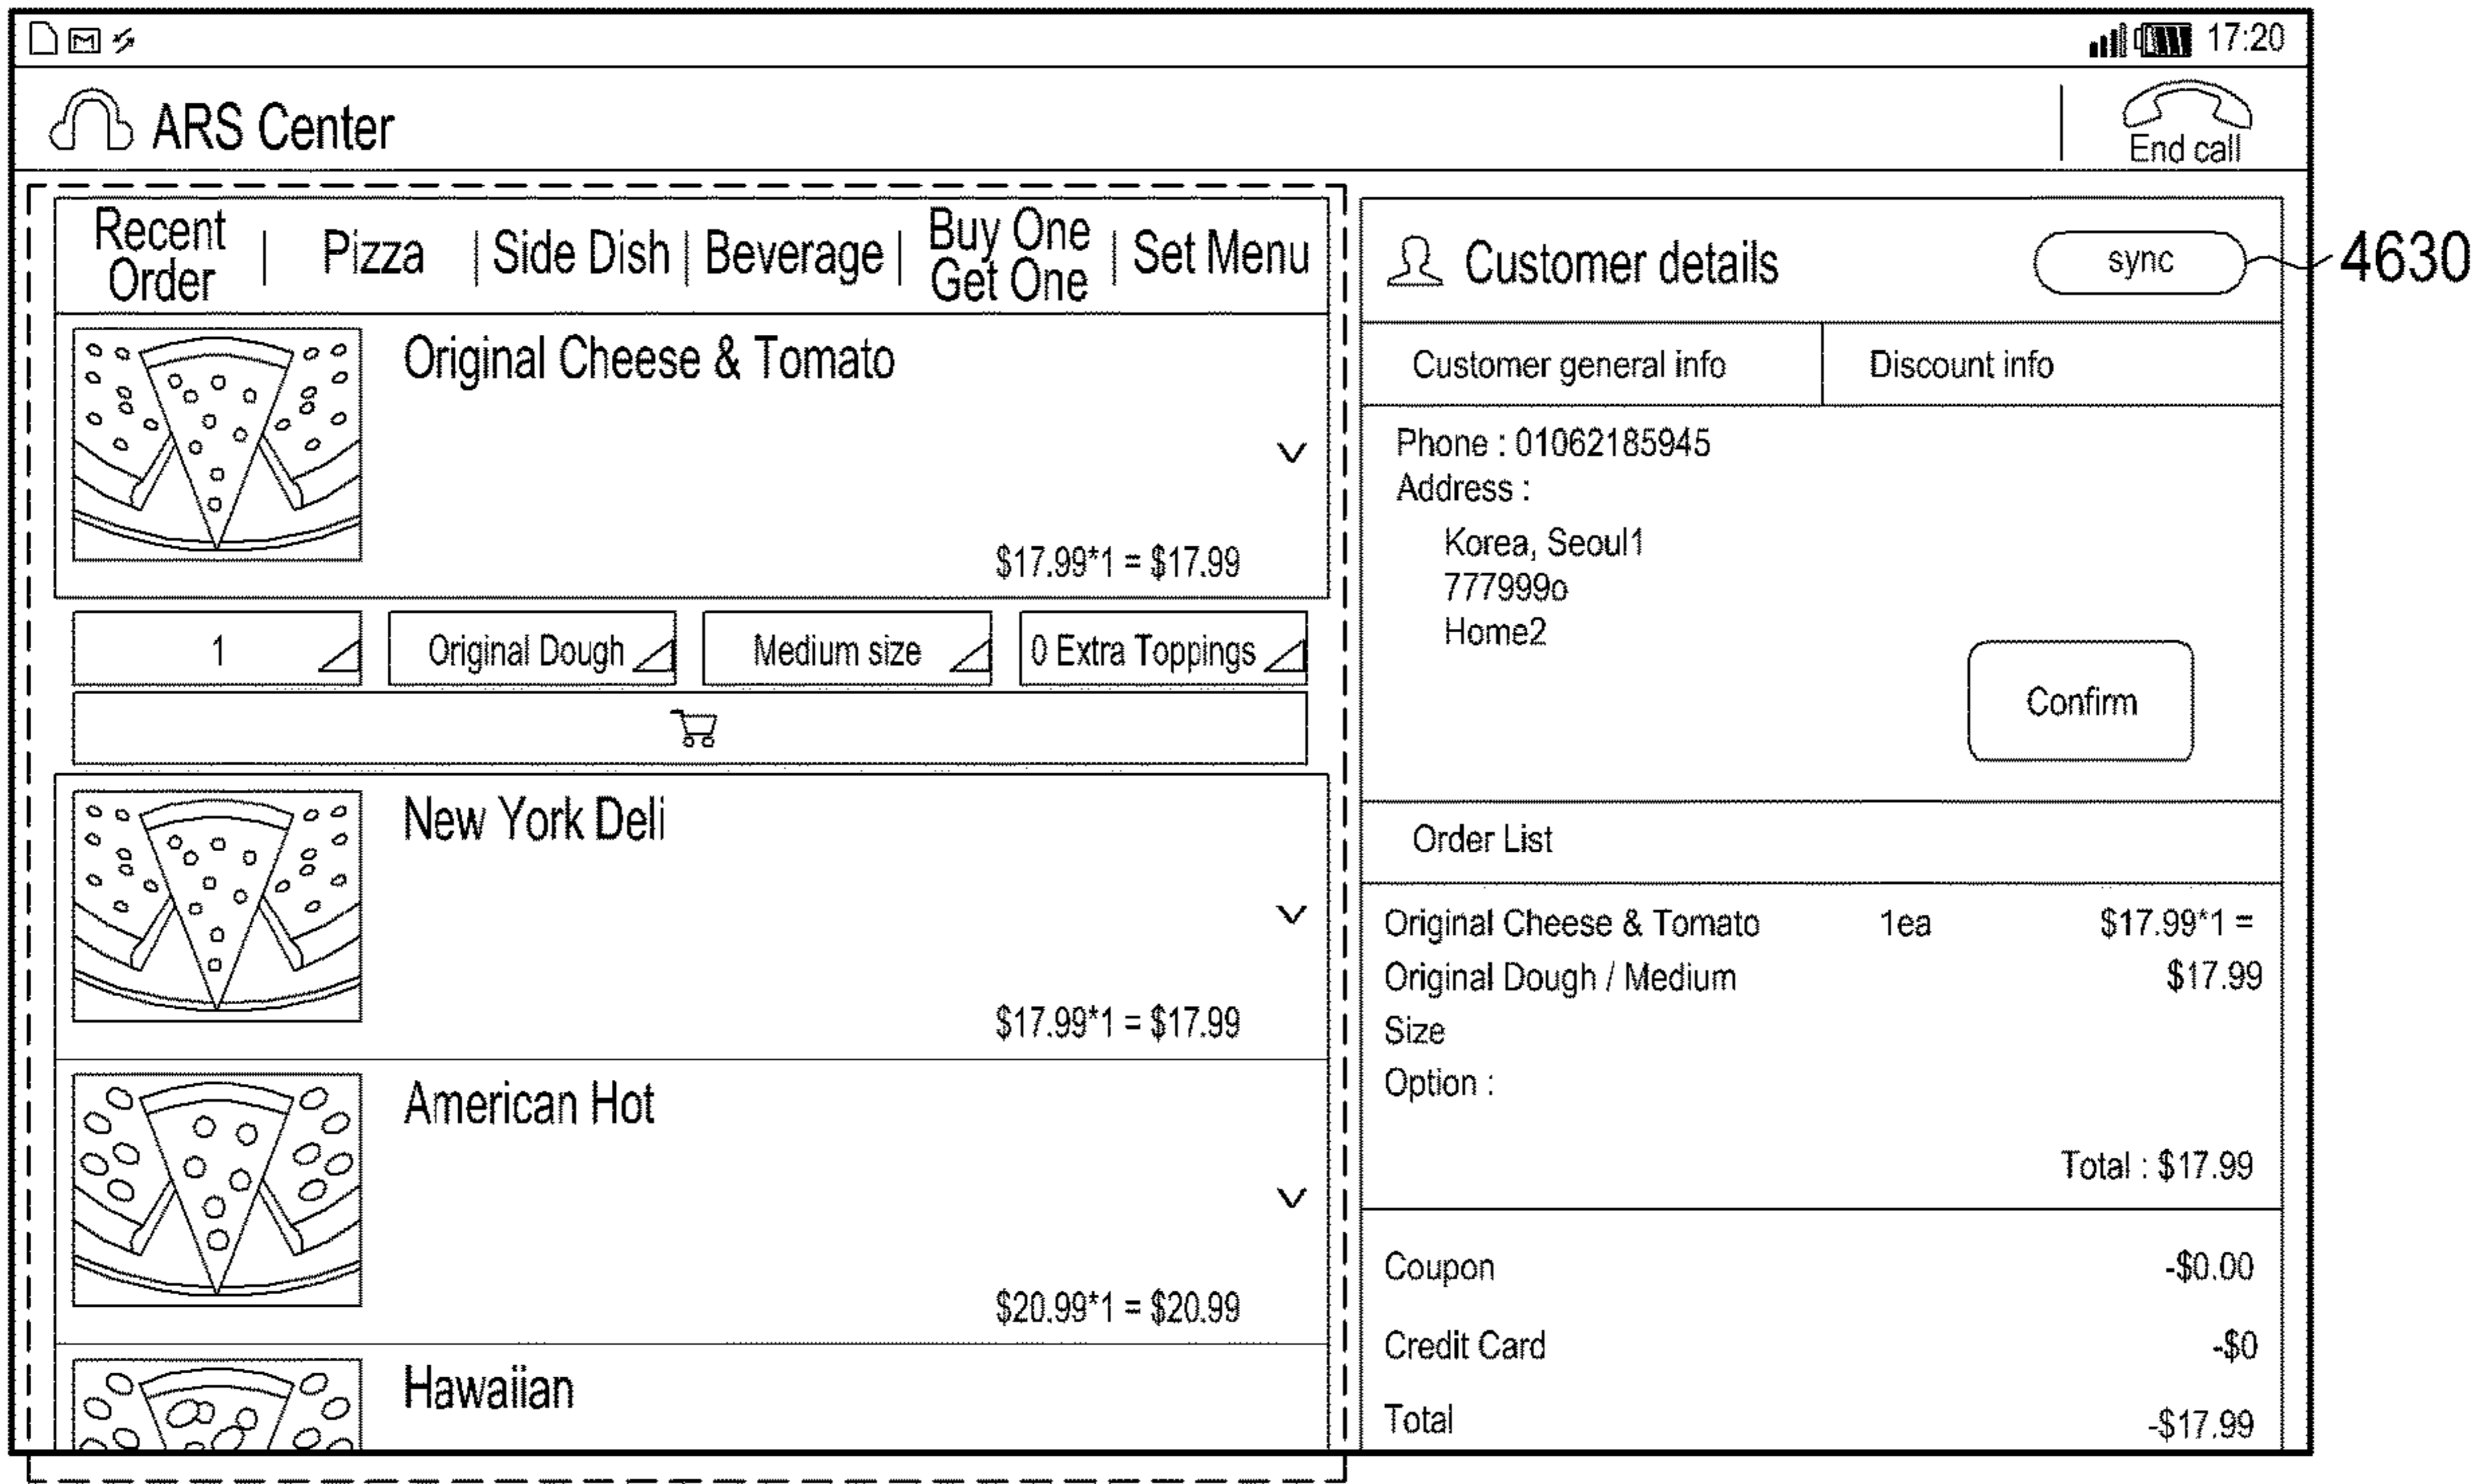 17:20
ARS Center
End call
Recent Order | Pizza | Side Dish | Beverage | Buy One Get One | Set Menu
Original Cheese & Tomato
$17.99*1 = $17.99
1
Original Dough
Medium size
0 Extra Toppings
New York Deli
$17.99*1 = $17.99
American Hot
$20.99*1 = $20.99
Hawaiian
Customer details
sync
4630
Customer general info
Discount info
Phone : 01062185945
Address :
Korea, Seoul1
777999o
Home2
Confirm
Order List
Original Cheese & Tomato 1ea $17.99*1 =
Original Dough / Medium $17.99
Size
Option :
Total : $17.99
Coupon -$0.00
Credit Card -$0
Total -$17.99